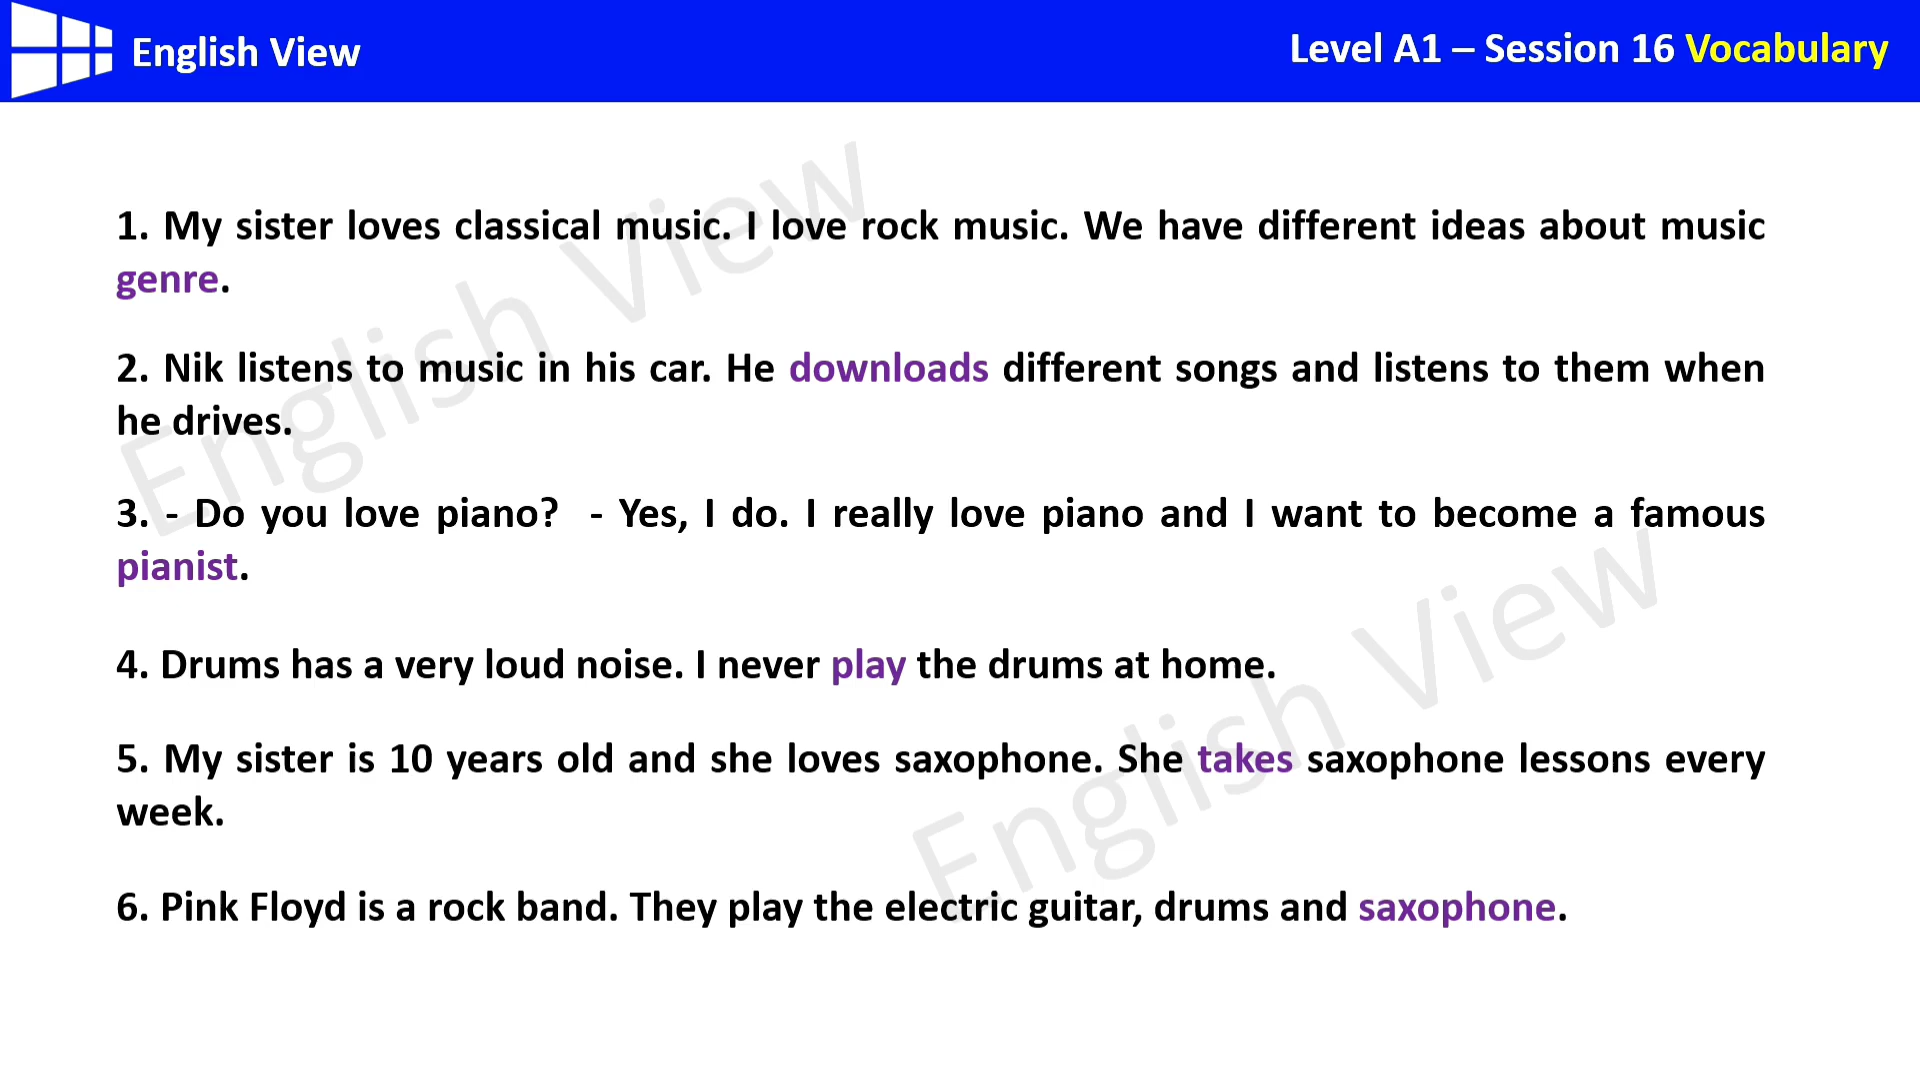 English View
Level A1 – Session 16 Vocabulary
1. My sister loves classical music. I love rock music. We have different ideas about music
genre.
2. Nik listens to music in his car. He downloads different songs and listens to them when
he drives.
3. - Do you love piano?  - Yes, I do. I really love piano and I want to become a famous
pianist.
4. Drums has a very loud noise. I never play the drums at home.
5. My sister is 10 years old and she loves saxophone. She takes saxophone lessons every
week.
6. Pink Floyd is a rock band. They play the electric guitar, drums and saxophone.
English View
English View